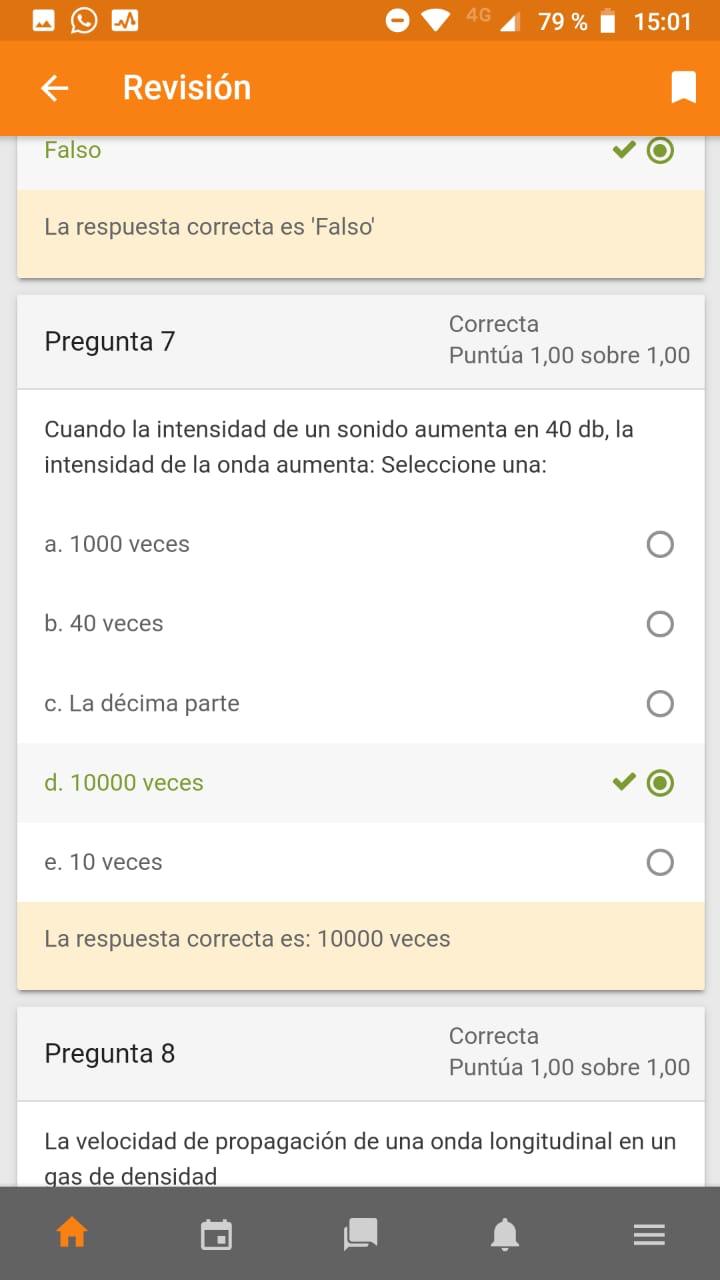 4G 79 % 15:01
Revisión
Falso
La respuesta correcta es 'Falso'
Pregunta 7
Correcta
Puntúa 1,00 sobre 1,00
Cuando la intensidad de un sonido aumenta en 40 db, la
intensidad de la onda aumenta: Seleccione una:
a. 1000 veces
b. 40 veces
c. La décima parte
d. 10000 veces
e. 10 veces
La respuesta correcta es: 10000 veces
Pregunta 8
Correcta
Puntúa 1,00 sobre 1,00
La velocidad de propagación de una onda longitudinal en un
gas de densidad